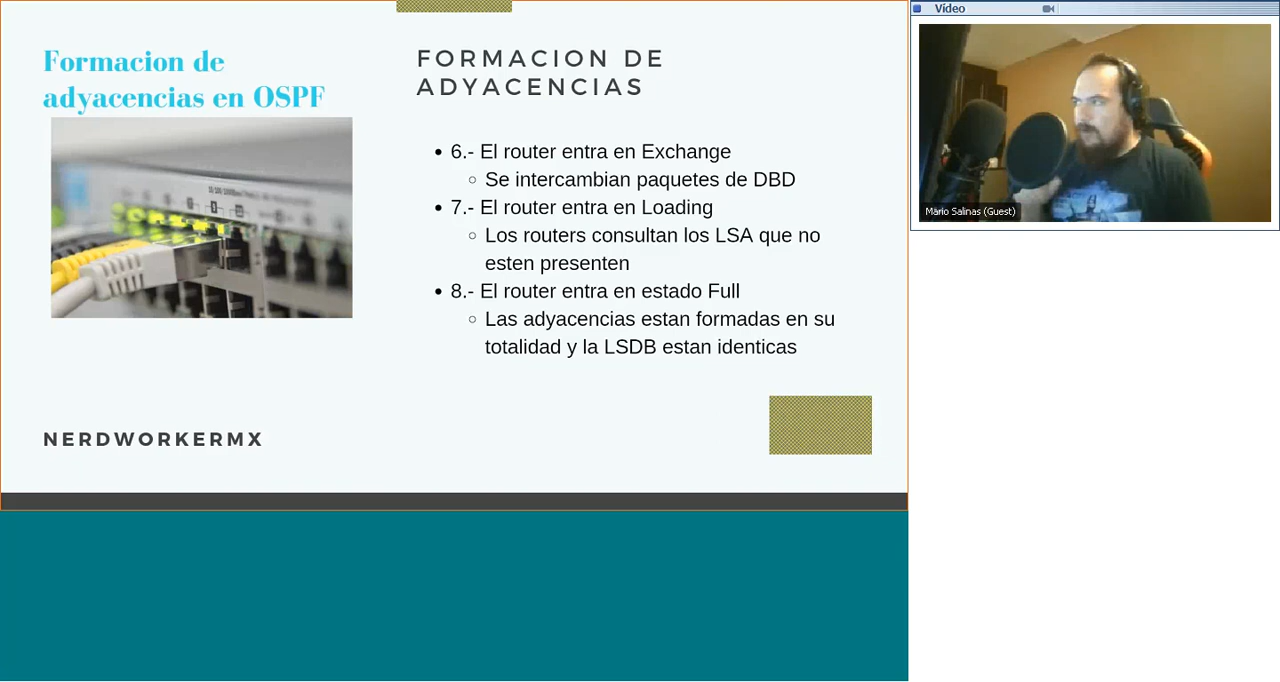 Formacion de
adyacencias en OSPF
FORMACION DE
ADYACENCIAS
6.- El router entra en Exchange
Se intercambian paquetes de DBD
7.- El router entra en Loading
Los routers consultan los LSA que no
esten presenten
8.- El router entra en estado Full
Las adyacencias estan formadas en su
totalidad y la LSDB estan identicas
NERDWORKERMX
Vídeo
Mario Salinas (Guest)